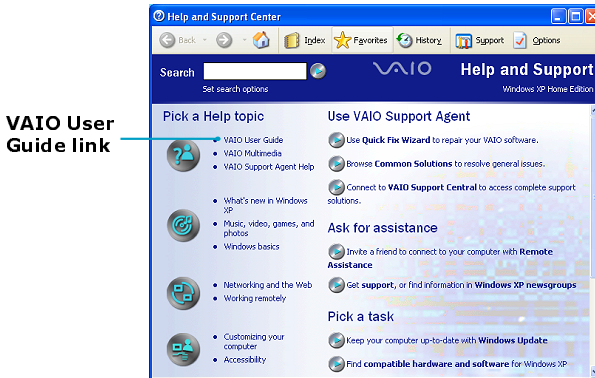 Help and Support Center
Back
Index
Favorites
History
Support
Options
Search
VAIO
Help and Support
Set search options
Windows XP Home Edition
VAIO User
Guide link
Pick a Help topic
VAIO User Guide
VAIO Multimedia
VAIO Support Agent Help
What's new in Windows
XP
Music, video, games, and
photos
Windows basics
Networking and the Web
Working remotely
Customizing your
computer
Accessibility
Use VAIO Support Agent
Use Quick Fix Wizard to repair your VAIO software.
Browse Common Solutions to resolve general issues.
Connect to VAIO Support Central to access complete support
solutions.
Ask for assistance
Invite a friend to connect to your computer with Remote
Assistance
Get support, or find information in Windows XP newsgroups
Pick a task
Keep your computer up-to-date with Windows Update
Find compatible hardware and software for Windows XP